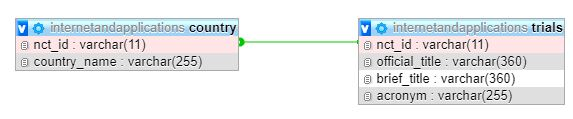 internetandapplications country
nct_id : varchar(11)
country_name : varchar(255)
internetandapplications trials
nct_id : varchar(11)
official_title : varchar(360)
brief_title : varchar(360)
acronym : varchar(255)